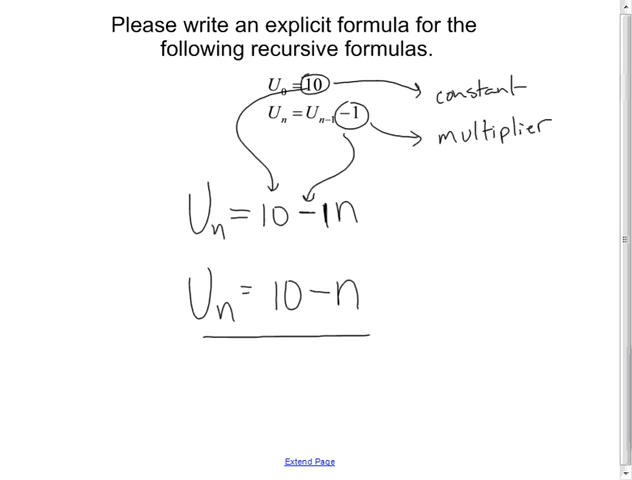 Please write an explicit formula for the
following recursive formulas.
U₀ = 10
constant
Uₙ = Uₙ₋₁ −1
multiplier
Uₙ = 10 − 1n
Uₙ = 10 − n
Extend Page